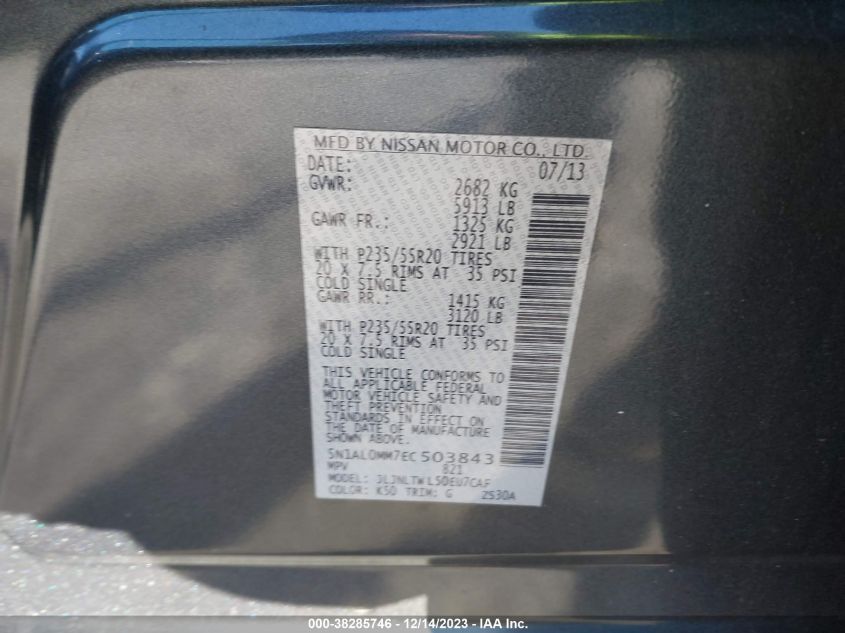 MFD BY NISSAN MOTOR CO., LTD.
DATE: 07/13
GVWR: 2682 KG
5913 LB
GAWR FR.: 1325 KG
2921 LB
WITH P235/55R20 TIRES
20 X 7.5 RIMS AT 35 PSI
COLD SINGLE
GAWR RR.: 1415 KG
3120 LB
WITH P235/55R20 TIRES
20 X 7.5 RIMS AT 35 PSI
COLD SINGLE
THIS VEHICLE CONFORMS TO
ALL APPLICABLE FEDERAL
MOTOR VEHICLE SAFETY AND
THEFT PREVENTION
STANDARDS IN EFFECT ON
THE DATE OF MANUFACTURE
SHOWN ABOVE.
5N1AL0MM7EC503843
MPV 821
MODEL: JLJNLTWL50EU7CAF
COLOR: K50 TRIM: G 2S30A
000-38285746 - 12/14/2023 - IAA Inc.